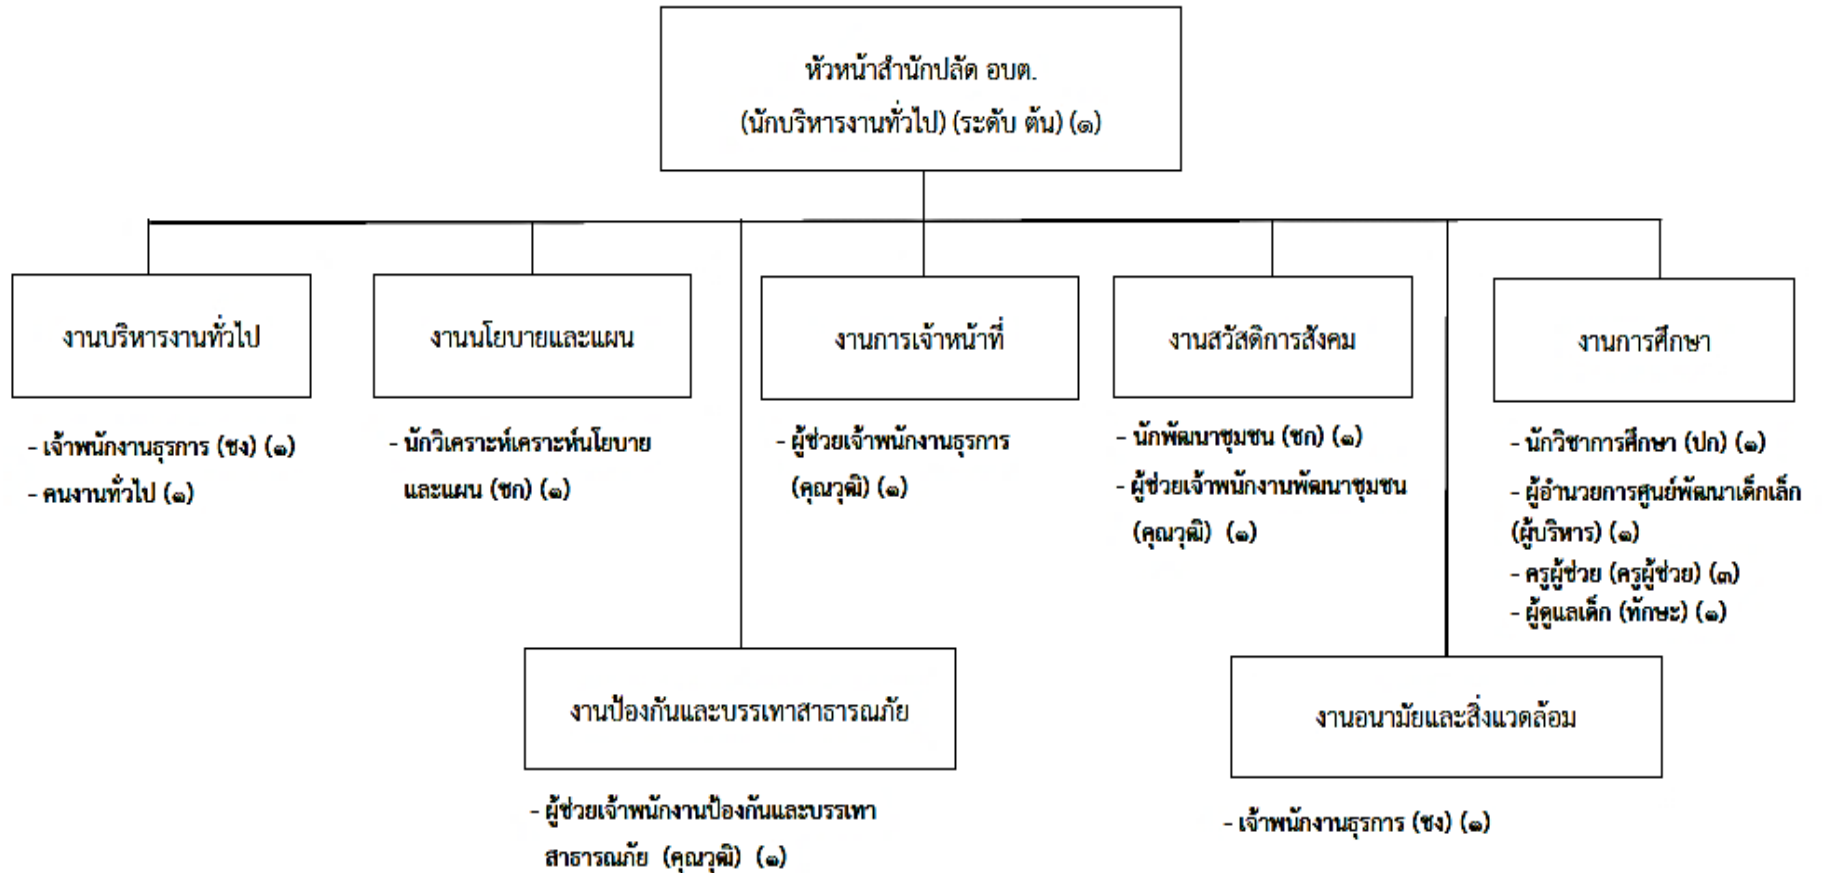 หัวหน้าสำนักปลัด อบต.
(นักบริหารงานทั่วไป) (ระดับ ต้น) (๑)
งานบริหารงานทั่วไป
- เจ้าพนักงานธุรการ (ชง) (๑)
- คนงานทั่วไป (๑)
งานนโยบายและแผน
- นักวิเคราะห์เคราะห์นโยบาย
และแผน (ชก) (๑)
งานการเจ้าหน้าที่
- ผู้ช่วยเจ้าพนักงานธุรการ
(คุณวุฒิ) (๑)
งานสวัสดิการสังคม
- นักพัฒนาชุมชน (ชก) (๑)
- ผู้ช่วยเจ้าพนักงานพัฒนาชุมชน
(คุณวุฒิ) (๑)
งานการศึกษา
- นักวิชาการศึกษา (ปก) (๑)
- ผู้อำนวยการศูนย์พัฒนาเด็กเล็ก
(ผู้บริหาร) (๑)
- ครูผู้ช่วย (ครูผู้ช่วย) (๓)
- ผู้ดูแลเด็ก (ทักษะ) (๑)
งานป้องกันและบรรเทาสาธารณภัย
- ผู้ช่วยเจ้าพนักงานป้องกันและบรรเทา
สาธารณภัย (คุณวุฒิ) (๑)
งานอนามัยและสิ่งแวดล้อม
- เจ้าพนักงานธุรการ (ชง) (๑)